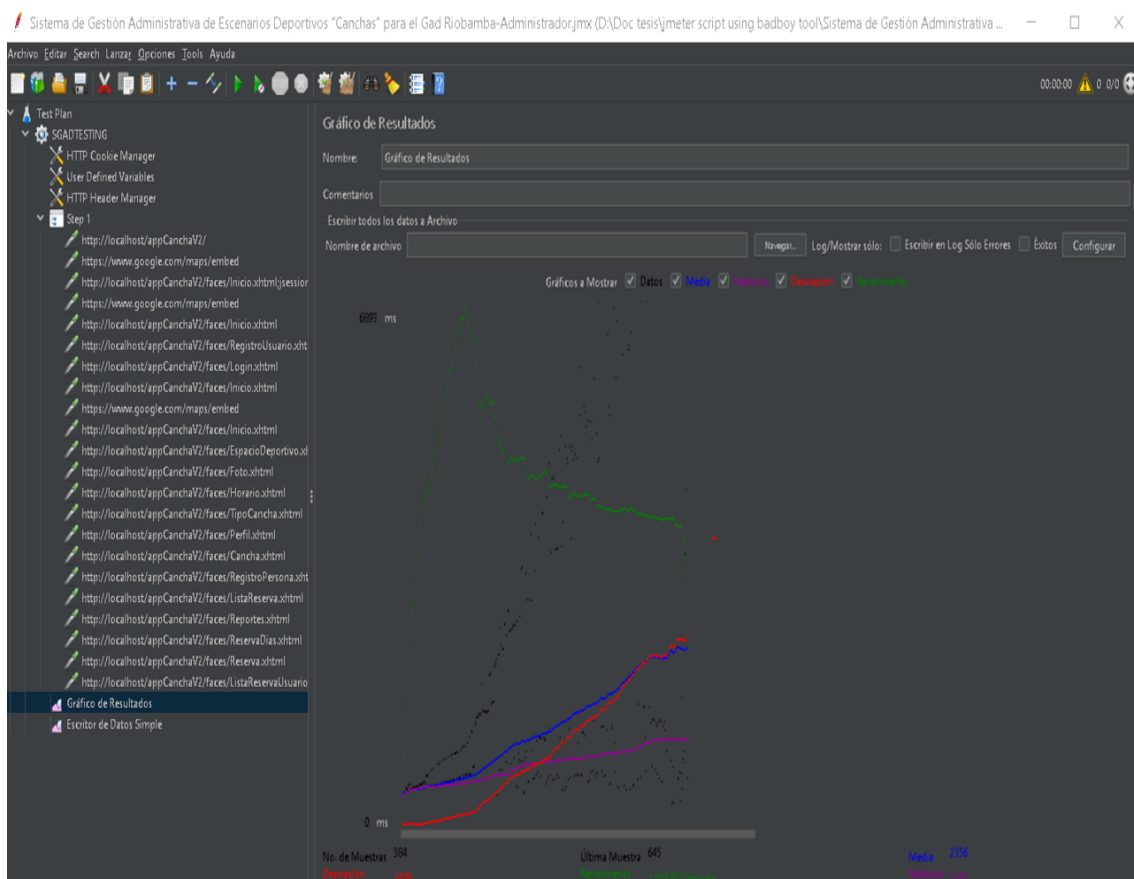 Sistema de Gestión Administrativa de Escenarios Deportivos “Canchas” para el Gad Riobamba-Administrador.jmx (D:\Doc tesis\jmeter script using badboy tool\Sistema de Gestión Administrativa ...
Archivo Editar Search Lanzar Opciones Tools Ayuda
00:00:00 0 0/0
Test Plan
SGADTESTING
HTTP Cookie Manager
User Defined Variables
HTTP Header Manager
Step 1
http://localhost/appCanchaV2/
https://www.google.com/maps/embed
http://localhost/appCanchaV2/faces/Inicio.xhtml;jsession
https://www.google.com/maps/embed
http://localhost/appCanchaV2/faces/Inicio.xhtml
http://localhost/appCanchaV2/faces/RegistroUsuario.xht
http://localhost/appCanchaV2/faces/Login.xhtml
http://localhost/appCanchaV2/faces/Inicio.xhtml
https://www.google.com/maps/embed
http://localhost/appCanchaV2/faces/Inicio.xhtml
http://localhost/appCanchaV2/faces/EspacioDeportivo.xh
http://localhost/appCanchaV2/faces/Foto.xhtml
http://localhost/appCanchaV2/faces/Horario.xhtml
http://localhost/appCanchaV2/faces/TipoCancha.xhtml
http://localhost/appCanchaV2/faces/Perfil.xhtml
http://localhost/appCanchaV2/faces/Cancha.xhtml
http://localhost/appCanchaV2/faces/RegistroPersona.xht
http://localhost/appCanchaV2/faces/ListaReserva.xhtml
http://localhost/appCanchaV2/faces/Reportes.xhtml
http://localhost/appCanchaV2/faces/ReservaDias.xhtml
http://localhost/appCanchaV2/faces/Reserva.xhtml
http://localhost/appCanchaV2/faces/ListaReservaUsuario
Gráfico de Resultados
Escritor de Datos Simple
Gráfico de Resultados
Nombre: Gráfico de Resultados
Comentarios
Escribir todos los datos a Archivo
Nombre de archivo Navegar... Log/Mostrar sólo: Escribir en Log Sólo Errores Éxitos Configurar
Gráficos a Mostrar Datos Media Desviación Rendimiento
6893 ms
0 ms
No. de Muestras 384 Última Muestra 645 Media 2356
Desviación Rendimiento